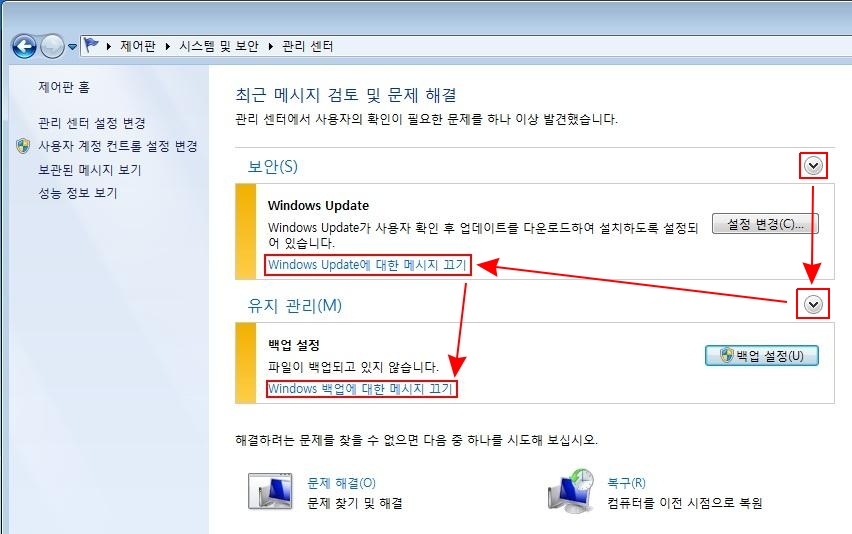 제어판 ▸ 시스템 및 보안 ▸ 관리 센터
제어판 홈
관리 센터 설정 변경
사용자 계정 컨트롤 설정 변경
보관된 메시지 보기
성능 정보 보기
최근 메시지 검토 및 문제 해결
관리 센터에서 사용자의 확인이 필요한 문제를 하나 이상 발견했습니다.
보안(S)
Windows Update
Windows Update가 사용자 확인 후 업데이트를 다운로드하여 설치하도록 설정되
어 있습니다.
설정 변경(C)...
Windows Update에 대한 메시지 끄기
유지 관리(M)
백업 설정
파일이 백업되고 있지 않습니다.
백업 설정(U)
Windows 백업에 대한 메시지 끄기
해결하려는 문제를 찾을 수 없으면 다음 중 하나를 시도해 보십시오.
문제 해결(O)
문제 찾기 및 해결
복구(R)
컴퓨터를 이전 시점으로 복원